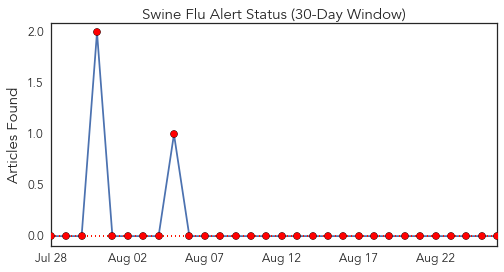 Swine Flu Alert Status (30-Day Window)
Articles Found
2.0
1.5
1.0
0.5
0.0
Jul 28 Aug 02 Aug 07 Aug 12 Aug 17 Aug 22